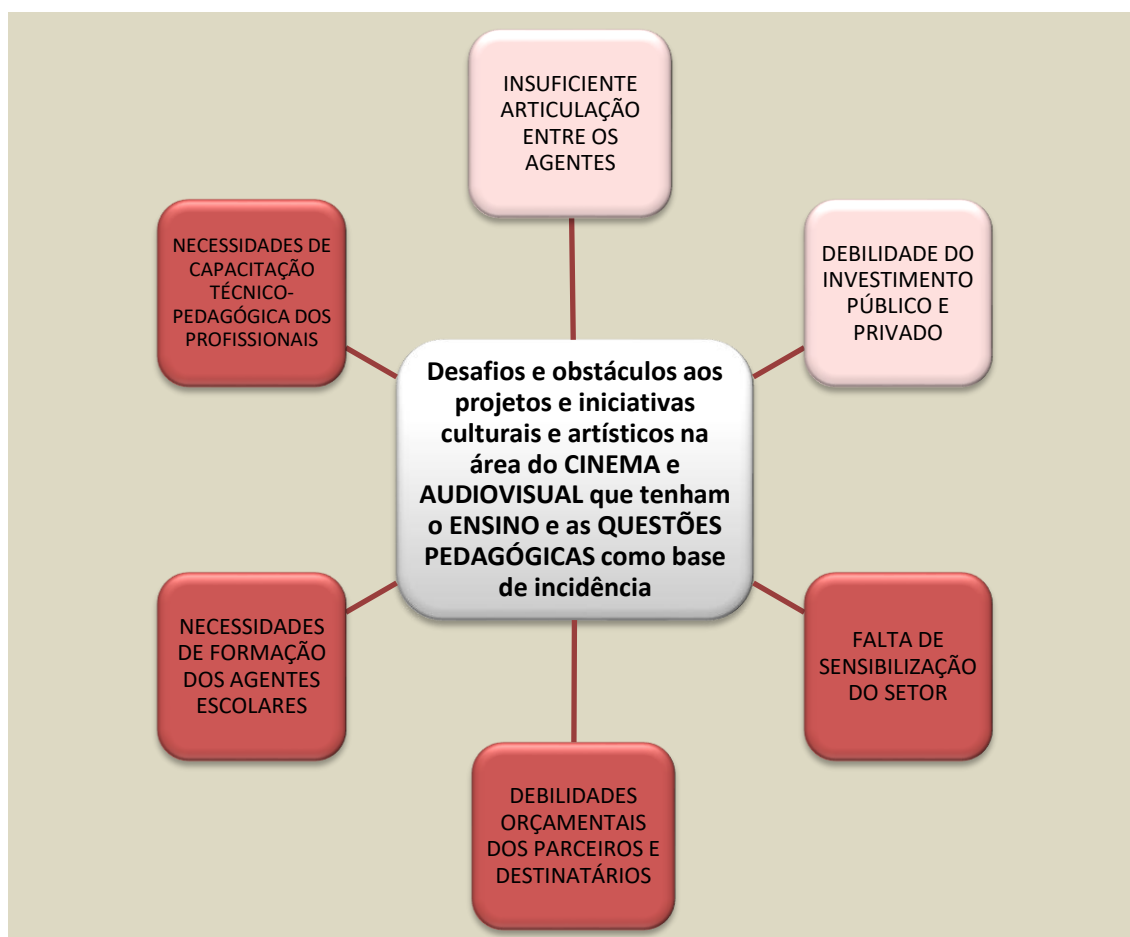 INSUFICIENTE
ARTICULAÇÃO
ENTRE OS
AGENTES
DEBILIDADE DO
INVESTIMENTO
PÚBLICO E
PRIVADO
NECESSIDADES DE
CAPACITAÇÃO
TÉCNICO-
PEDAGÓGICA DOS
PROFISSIONAIS
Desafios e obstáculos aos
projetos e iniciativas
culturais e artísticos na
área do CINEMA e
AUDIOVISUAL que tenham
o ENSINO e as QUESTÕES
PEDAGÓGICAS como base
de incidência
NECESSIDADES
DE FORMAÇÃO
DOS AGENTES
ESCOLARES
FALTA DE
SENSIBILIZAÇÃO
DO SETOR
DEBILIDADES
ORÇAMENTAIS
DOS PARCEIROS E
DESTINATÁRIOS